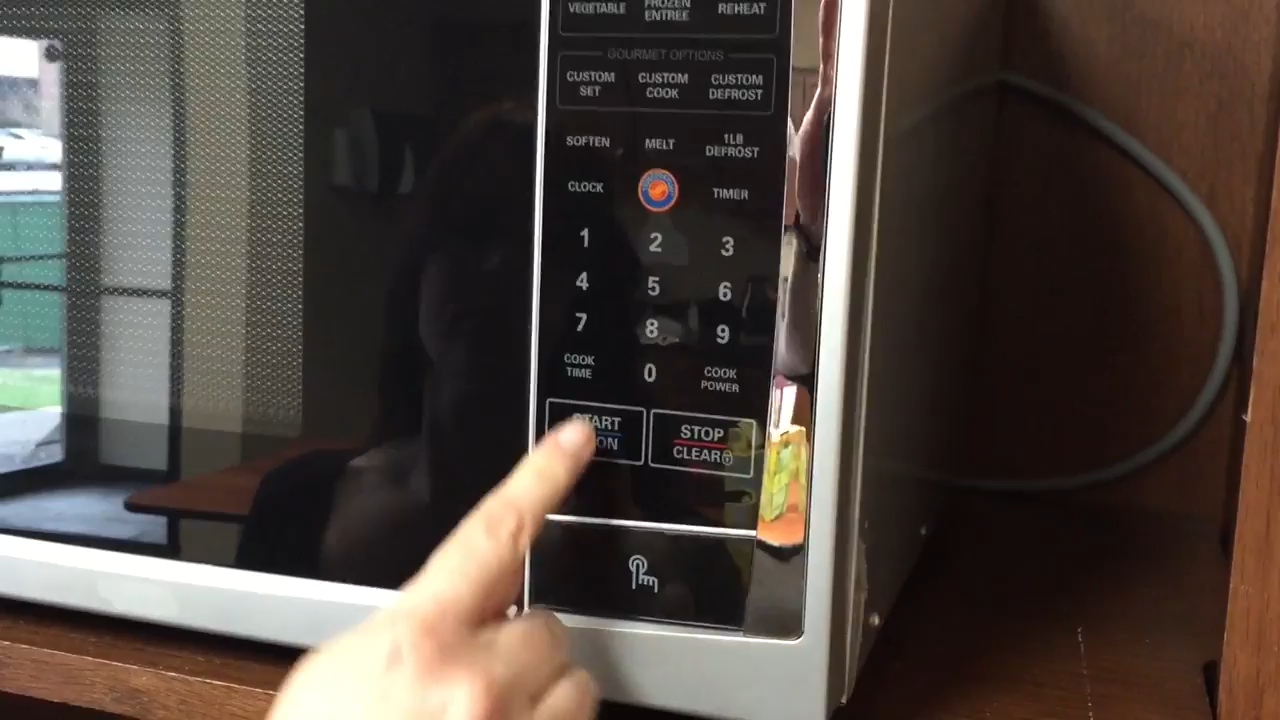 VEGETABLE FROZEN ENTREE REHEAT
GOURMET OPTIONS
CUSTOM SET CUSTOM COOK CUSTOM DEFROST
SOFTEN MELT 1LB DEFROST
CLOCK TIMER
1 2 3
4 5 6
7 8 9
COOK TIME 0 COOK POWER
START STOP
CLEAR